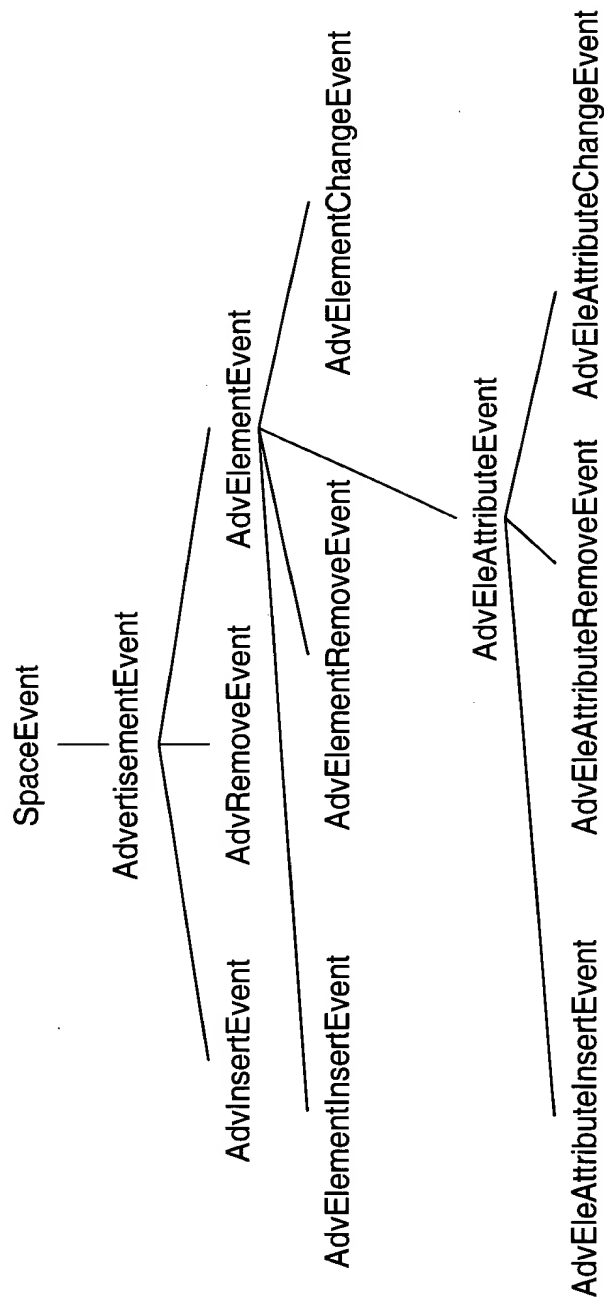 SpaceEvent
AdvertisementEvent
AdvInsertEvent
AdvRemoveEvent
AdvElementEvent
AdvElementInsertEvent
AdvElementRemoveEvent
AdvElementChangeEvent
AdvEleAttributeEvent
AdvEleAttributeInsertEvent
AdvEleAttributeRemoveEvent
AdvEleAttributeChangeEvent